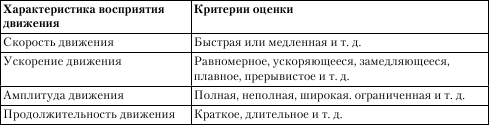 Характеристика восприятия Критерии оценки
движения
Скорость движения Быстрая или медленная и т. д.
Ускорение движения Равномерное, ускоряющееся, замедляющееся,
плавное, прерывистое и т. д.
Амплитуда движения Полная, неполная, широкая. ограниченная и т. д.
Продолжительность движения Краткое, длительное и т. д.